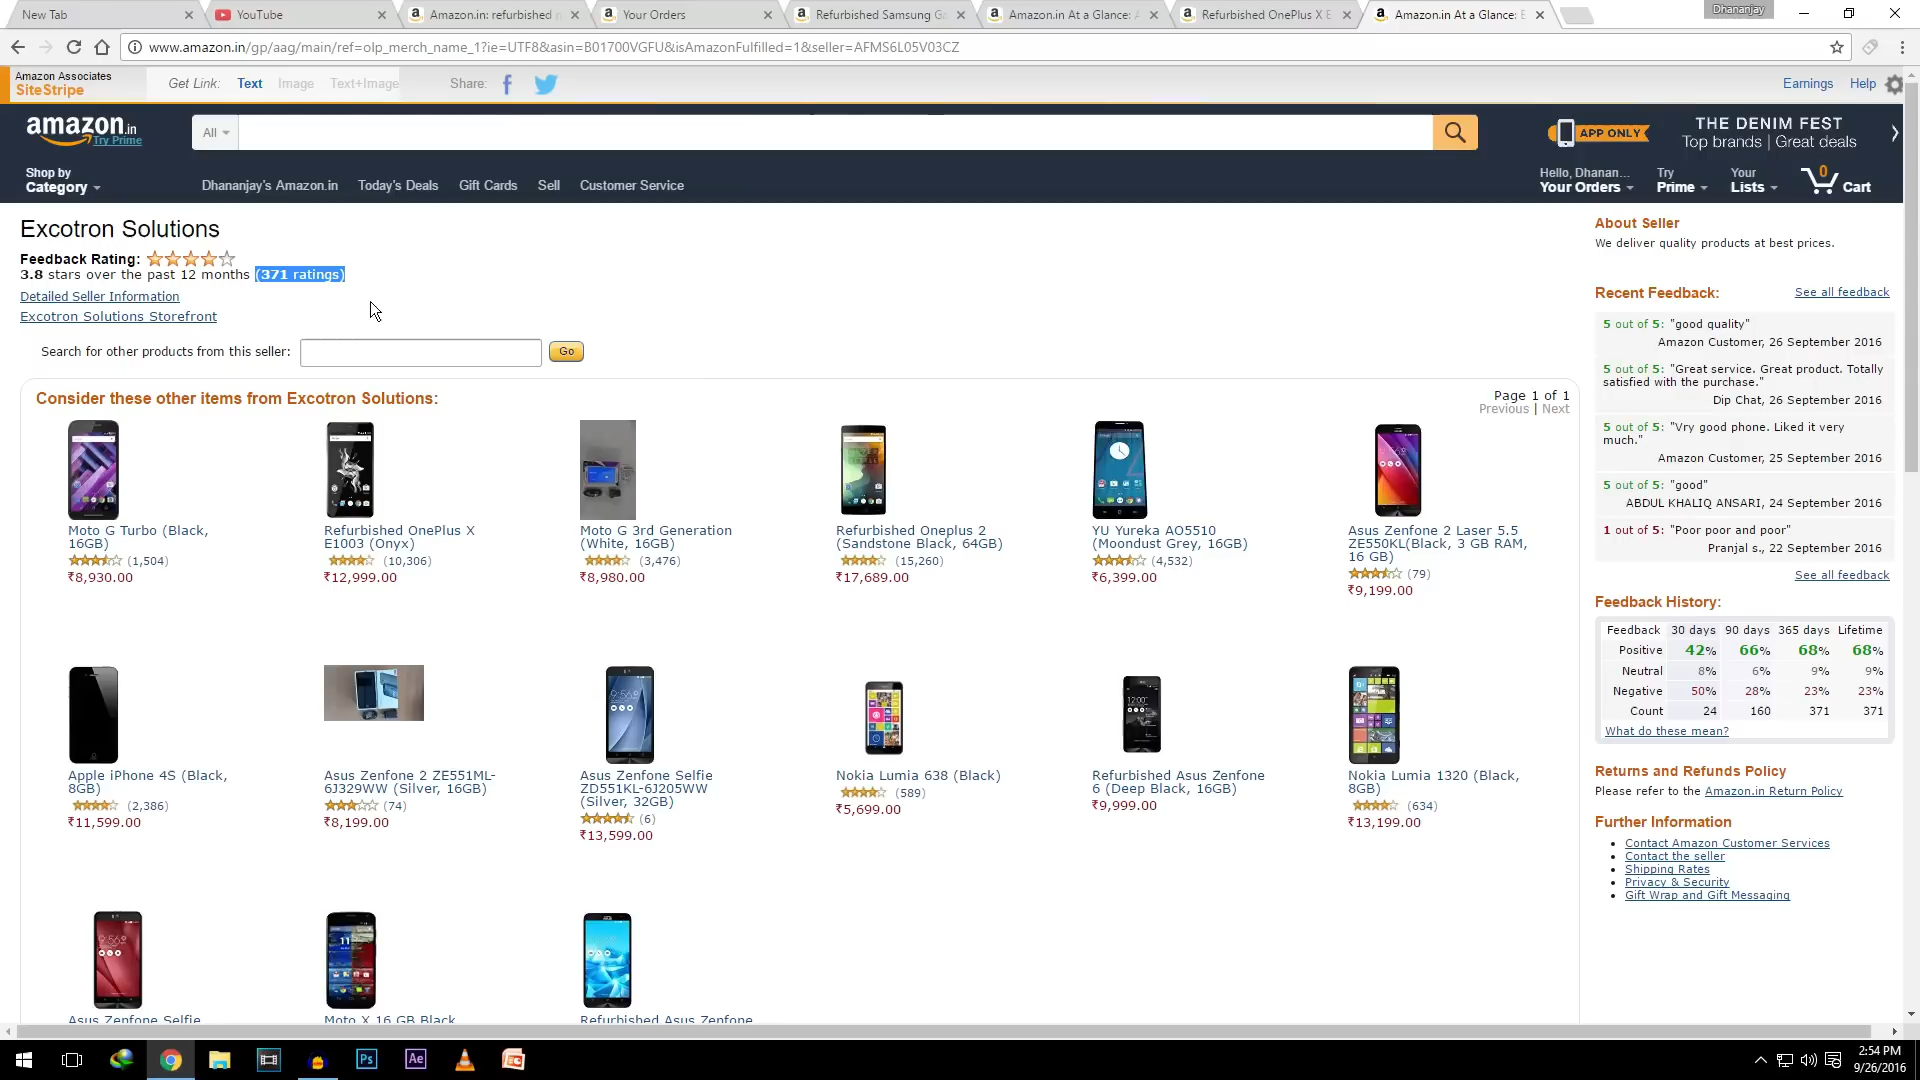 New Tab
YouTube
Amazon.in: refurbished
Your Orders
Refurbished Samsung Ga
Amazon.in At a Glance: A
Refurbished OnePlus X E
Amazon.in At a Glance: E
Dhananjay
www.amazon.in/gp/aag/main/ref=olp_merch_name_1?ie=UTF8&asin=B01700VGFU&isAmazonFulfilled=1&seller=AFMS6L05V03CZ
Amazon Associates
SiteStripe
Get Link: Text Image Text+Image
Share:
Earnings Help
amazon.in
Try Prime
All
APP ONLY
THE DENIM FEST
Top brands | Great deals
Shop by
Category
Dhananjay's Amazon.in Today's Deals Gift Cards Sell Customer Service
Hello, Dhanan...
Your Orders
Try
Prime
Your
Lists
0
Cart
Excotron Solutions
Feedback Rating:
3.8 stars over the past 12 months (371 ratings)
Detailed Seller Information
Excotron Solutions Storefront
Search for other products from this seller: Go
Consider these other items from Excotron Solutions:
Page 1 of 1
Previous | Next
Moto G Turbo (Black,
16GB)
(1,504)
₹8,930.00
Refurbished OnePlus X
E1003 (Onyx)
(10,306)
₹12,999.00
Moto G 3rd Generation
(White, 16GB)
(3,476)
₹8,980.00
Refurbished Oneplus 2
(Sandstone Black, 64GB)
(15,260)
₹17,689.00
YU Yureka AO5510
(Moondust Grey, 16GB)
(4,532)
₹6,399.00
Asus Zenfone 2 Laser 5.5
ZE550KL(Black, 3 GB RAM,
16 GB)
(79)
₹9,199.00
Apple iPhone 4S (Black,
8GB)
(2,386)
₹11,599.00
Asus Zenfone 2 ZE551ML-
6J329WW (Silver, 16GB)
(74)
₹8,199.00
Asus Zenfone Selfie
ZD551KL-6J205WW
(Silver, 32GB)
(6)
₹13,599.00
Nokia Lumia 638 (Black)
(589)
₹5,699.00
Refurbished Asus Zenfone
6 (Deep Black, 16GB)
₹9,999.00
Nokia Lumia 1320 (Black,
8GB)
(634)
₹13,199.00
Asus Zenfone Selfie
Moto X 16 GB Black
Refurbished Asus Zenfone
About Seller
We deliver quality products at best prices.
Recent Feedback: See all feedback
5 out of 5: "good quality"
Amazon Customer, 26 September 2016
5 out of 5: "Great service. Great product. Totally
satisfied with the purchase."
Dip Chat, 26 September 2016
5 out of 5: "Vry good phone. Liked it very
much."
Amazon Customer, 25 September 2016
5 out of 5: "good"
ABDUL KHALIQ ANSARI, 24 September 2016
1 out of 5: "Poor poor and poor"
Pranjal s., 22 September 2016
See all feedback
Feedback History:
Feedback 30 days 90 days 365 days Lifetime
Positive 42% 66% 68% 68%
Neutral 8% 6% 9% 9%
Negative 50% 28% 23% 23%
Count 24 160 371 371
What do these mean?
Returns and Refunds Policy
Please refer to the Amazon.in Return Policy
Further Information
Contact Amazon Customer Services
Contact the seller
Shipping Rates
Privacy & Security
Gift Wrap and Gift Messaging
Ps
Ae
2:54 PM
9/26/2016